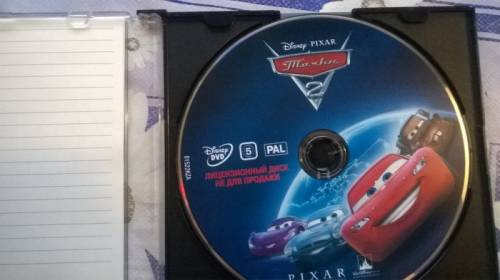 Disney PIXAR
Тачки
2
Disney
DVD
5
PAL
ЛИЦЕНЗИОННЫЙ ДИСК
НЕ ДЛЯ ПРОДАЖИ
PIXAR